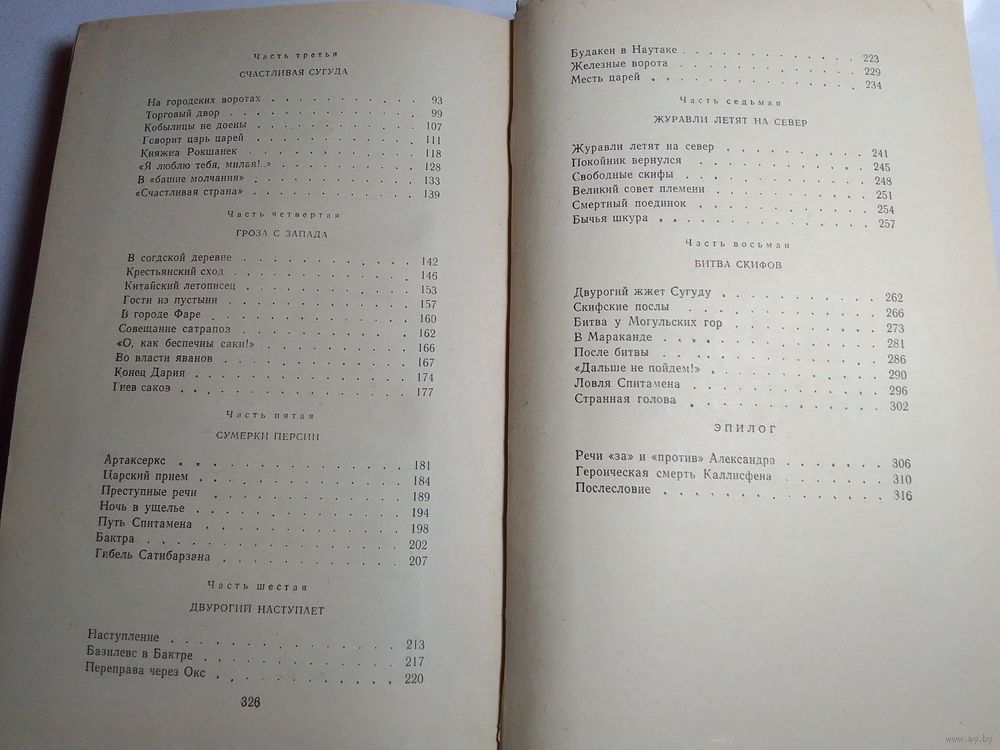 Часть третья
СЧАСТЛИВАЯ СУГУДА
На городских воротах . . . . . . . . . . 93
Торговый двор . . . . . . . . . . 99
Кобылицы не доены . . . . . . . . . . 107
Говорит царь царей . . . . . . . . . . 111
Княжна Рокшанек . . . . . . . . . . 118
«Я люблю тебя, милая!..» . . . . . . . . . . 128
В «башне молчания» . . . . . . . . . . 133
«Счастливая страна» . . . . . . . . . . 139
Часть четвертая
ГРОЗА С ЗАПАДА
В согдской деревне . . . . . . . . . . 142
Крестьянский сход . . . . . . . . . . 146
Китайский летописец . . . . . . . . . . 153
Гости из пустыни . . . . . . . . . . 157
В городе Фаре . . . . . . . . . . 160
Совещание сатрапоз . . . . . . . . . . 162
«О, как беспечны саки!» . . . . . . . . . . 166
Во власти яванов . . . . . . . . . . 167
Конец Дария . . . . . . . . . . 174
Гнев саков . . . . . . . . . . 177
Часть пятая
СУМЕРКИ ПЕРСИИ
Артаксеркс . . . . . . . . . . 181
Царский прием . . . . . . . . . . 184
Преступные речи . . . . . . . . . . 189
Ночь в ущелье . . . . . . . . . . 194
Путь Спитамена . . . . . . . . . . 198
Бактра . . . . . . . . . . 202
Гибель Сатибарзана . . . . . . . . . . 207
Часть шестая
ДВУРОГИЙ НАСТУПАЕТ
Наступление . . . . . . . . . . 213
Базилевс в Бактре . . . . . . . . . . 217
Переправа через Окс . . . . . . . . . . 220
326
Будакен в Наутаке . . . . . . . . . . 223
Железные ворота . . . . . . . . . . 229
Месть царей . . . . . . . . . . 234
Часть седьмая
ЖУРАВЛИ ЛЕТЯТ НА СЕВЕР
Журавли летят на север . . . . . . . . . . 241
Покойник вернулся . . . . . . . . . . 245
Свободные скифы . . . . . . . . . . 248
Великий совет племени . . . . . . . . . . 251
Смертный поединок . . . . . . . . . . 254
Бычья шкура . . . . . . . . . . 257
Часть восьмая
БИТВА СКИФОВ
Двурогий жжет Сугуду . . . . . . . . . . 262
Скифские послы . . . . . . . . . . 266
Битва у Могульских гор . . . . . . . . . . 273
В Мараканде . . . . . . . . . . 281
После битвы . . . . . . . . . . 286
«Дальше не пойдем!» . . . . . . . . . . 290
Ловля Спитамена . . . . . . . . . . 296
Странная голова . . . . . . . . . . 302
ЭПИЛОГ
Речи «за» и «против» Александра . . . . . . . 306
Героическая смерть Каллисфена . . . . . . . 310
Послесловие . . . . . . . . . . 316
www.ay.by